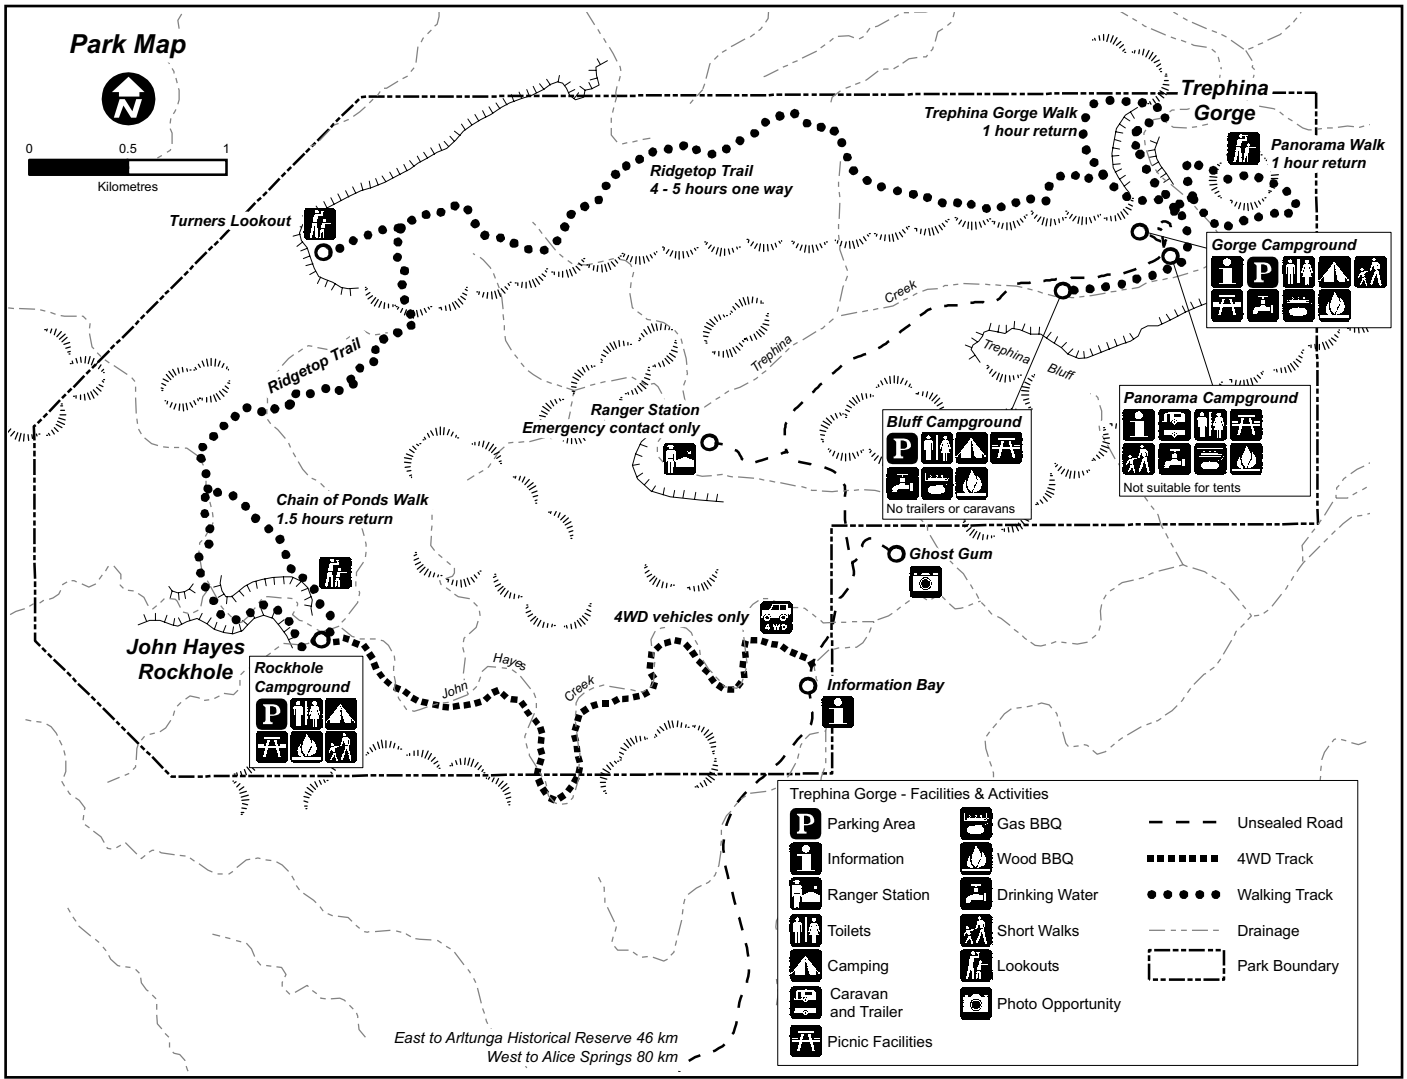 Park Map
N
0 0.5 1
Kilometres
Trephina
Gorge
Trephina Gorge Walk
1 hour return
Panorama Walk
1 hour return
Ridgetop Trail
4 - 5 hours one way
Turners Lookout
Gorge Campground
i P
Creek
Trephina
Trephina
Bluff
Ridgetop Trail
Ranger Station
Emergency contact only
Bluff Campground
P
No trailers or caravans
Panorama Campground
i
Not suitable for tents
Chain of Ponds Walk
1.5 hours return
Ghost Gum
4WD vehicles only
4 WD
John Hayes
Rockhole
Rockhole
Campground
P
John
Hayes
Creek
Information Bay
i
Trephina Gorge - Facilities & Activities
P Parking Area
i Information
Ranger Station
Toilets
Camping
Caravan
and Trailer
Picnic Facilities
Gas BBQ
Wood BBQ
Drinking Water
Short Walks
Lookouts
Photo Opportunity
Unsealed Road
4WD Track
Walking Track
Drainage
Park Boundary
East to Arltunga Historical Reserve 46 km
West to Alice Springs 80 km